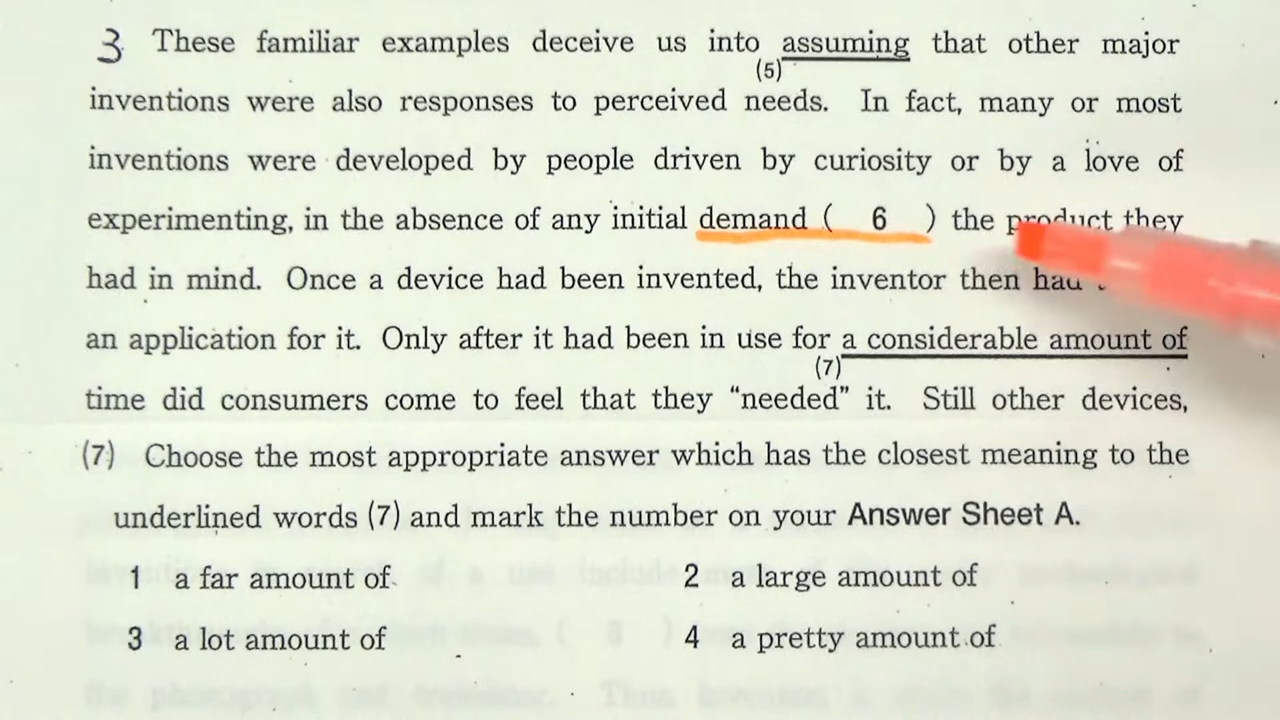 3 These familiar examples deceive us into assuming that other major
(5)
inventions were also responses to perceived needs. In fact, many or most
inventions were developed by people driven by curiosity or by a love of
experimenting, in the absence of any initial demand ( 6 ) the product they
had in mind. Once a device had been invented, the inventor then had
an application for it. Only after it had been in use for a considerable amount of
(7)
time did consumers come to feel that they “needed” it. Still other devices,
(7) Choose the most appropriate answer which has the closest meaning to the
underlined words (7) and mark the number on your Answer Sheet A.
1 a far amount of 2 a large amount of
3 a lot amount of 4 a pretty amount of